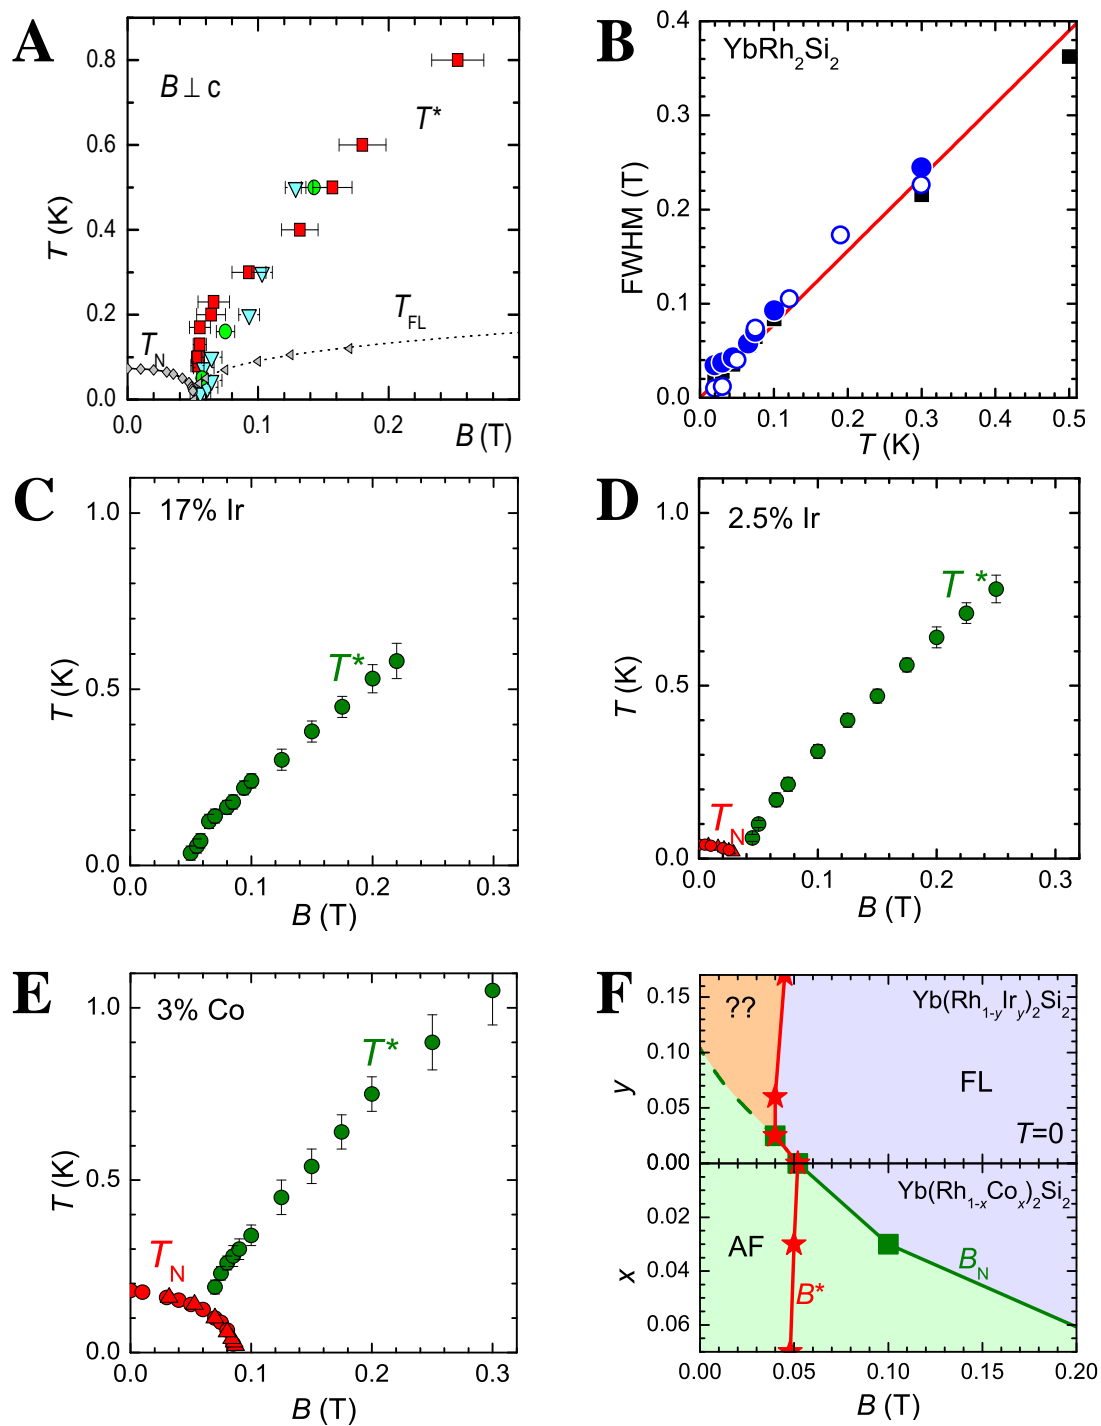 A
B ⊥ c
T*
T_FL
T_N
0.8
0.6
0.4
0.2
0.0
T (K)
0.0 0.1 0.2
B (T)
B
YbRh2Si2
0.4
0.3
0.2
0.1
0.0
FWHM (T)
0.0 0.1 0.2 0.3 0.4 0.5
T (K)
C
17% Ir
T*
1.0
0.5
0.0
T (K)
0.0 0.1 0.2 0.3
B (T)
D
2.5% Ir
T*
T_N
1.0
0.5
0.0
T (K)
0.0 0.1 0.2 0.3
B (T)
E
3% Co
T*
T_N
1.0
0.5
0.0
T (K)
0.0 0.1 0.2 0.3
B (T)
F
?? Yb(Rh1-yIry)2Si2
FL
T=0
0.15
0.10
0.05
0.00
y
Yb(Rh1-xCox)2Si2
AF
B*
B_N
0.02
0.04
0.06
x
0.00 0.05 0.10 0.15 0.20
B (T)